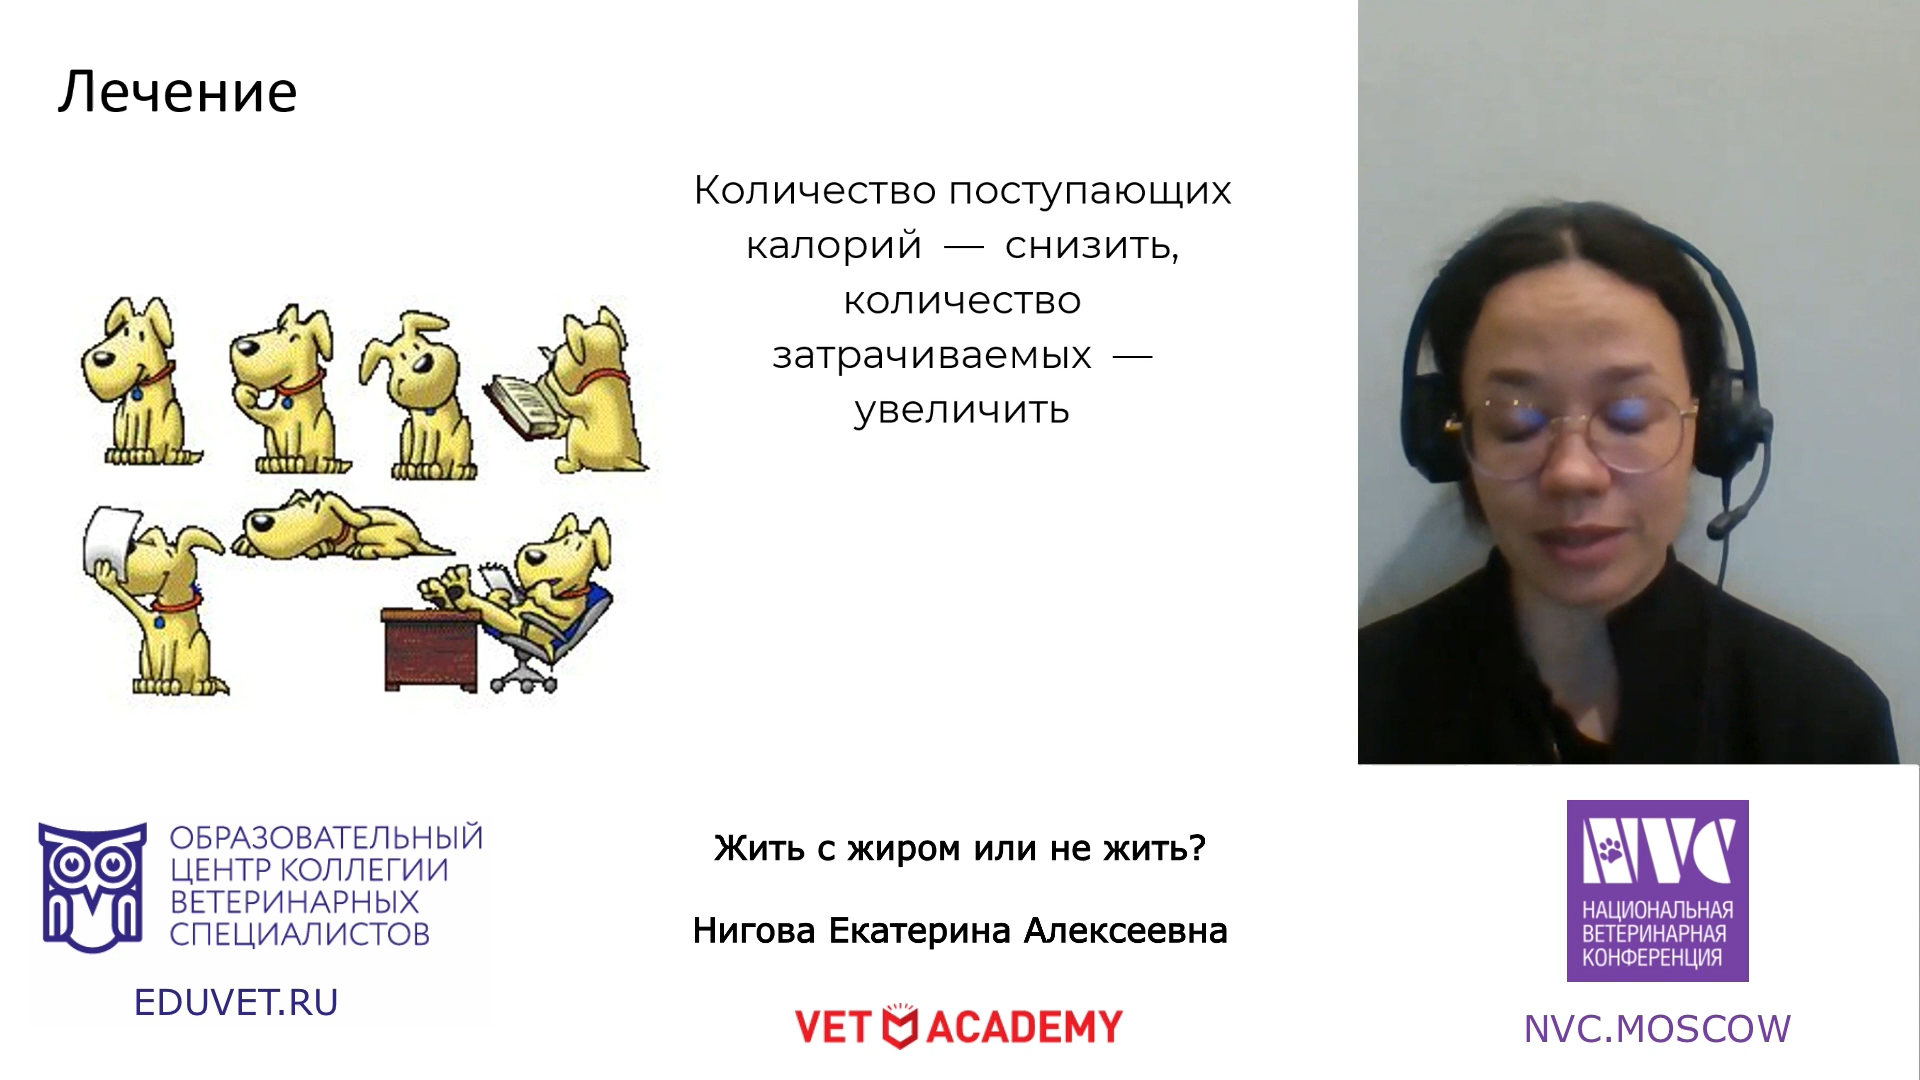 Лечение
Количество поступающих
калорий — снизить,
количество
затрачиваемых —
увеличить
ОБРАЗОВАТЕЛЬНЫЙ
ЦЕНТР КОЛЛЕГИИ
ВЕТЕРИНАРНЫХ
СПЕЦИАЛИСТОВ
EDUVET.RU
Жить с жиром или не жить?
Нигова Екатерина Алексеевна
VET ACADEMY
NVC
НАЦИОНАЛЬНАЯ
ВЕТЕРИНАРНАЯ
КОНФЕРЕНЦИЯ
NVC.MOSCOW